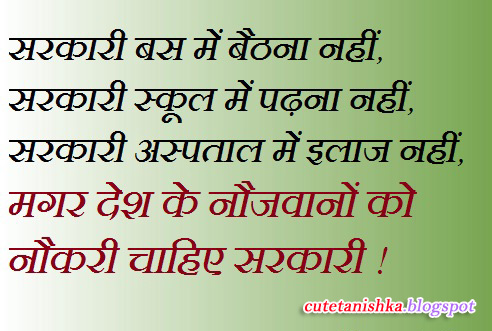 सरकारी बस में बैठना नहीं,
सरकारी स्कूल में पढ़ना नहीं,
सरकारी अस्पताल में इलाज नहीं,
मगर देश के नौजवानों को
नौकरी चाहिए सरकारी !
cutetanishka.blogspot